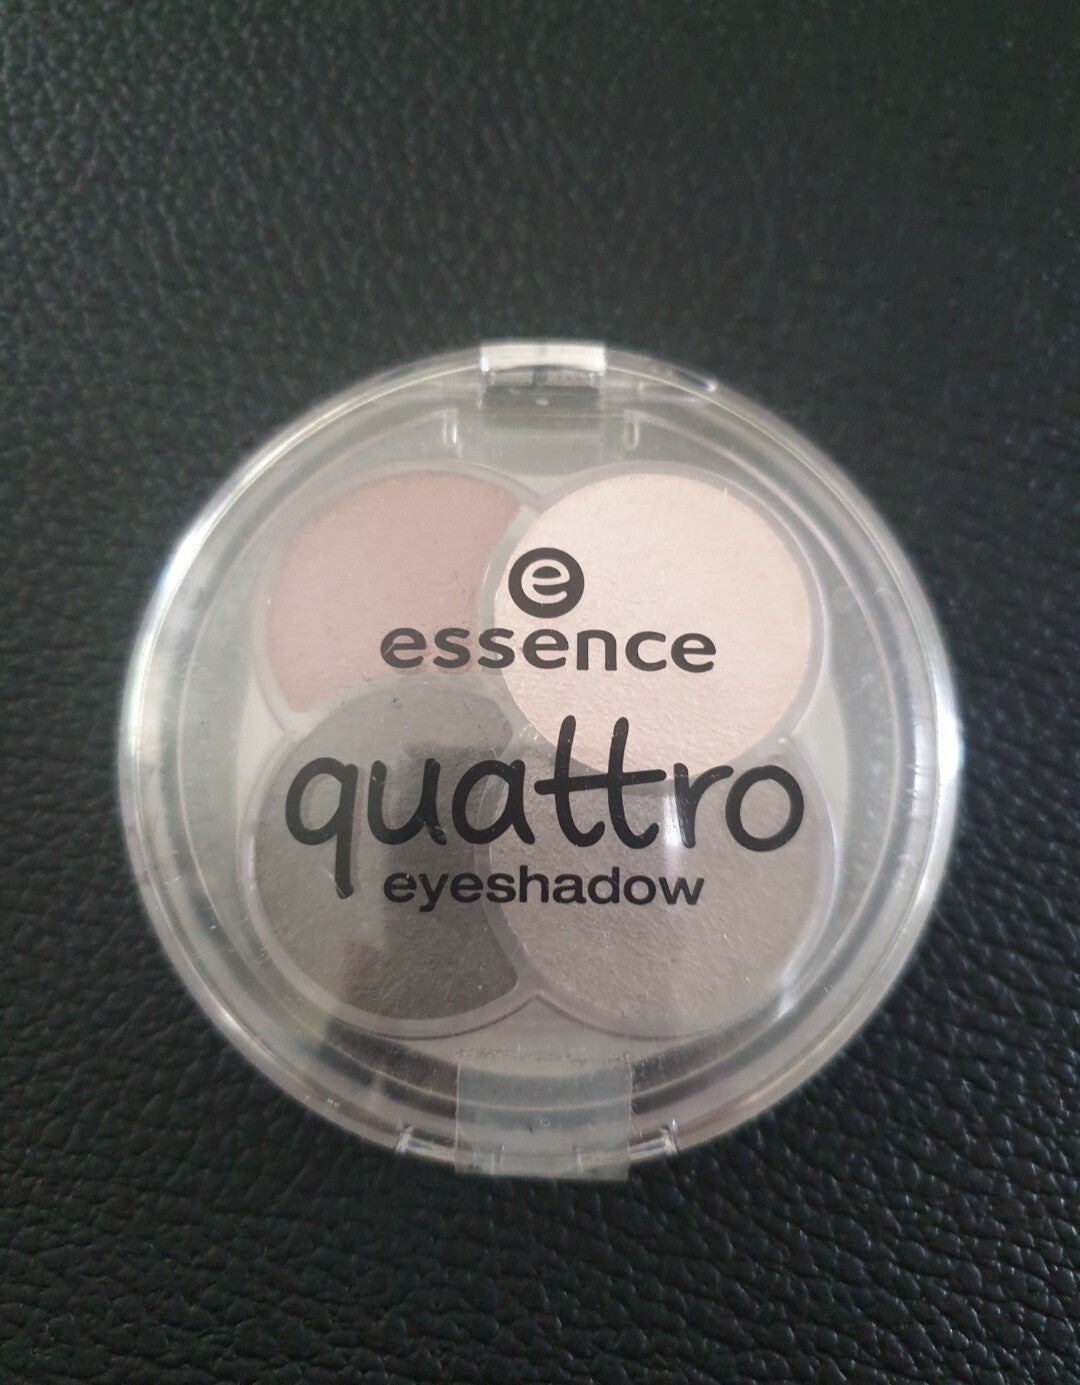 e
essence
quattro
eyeshadow